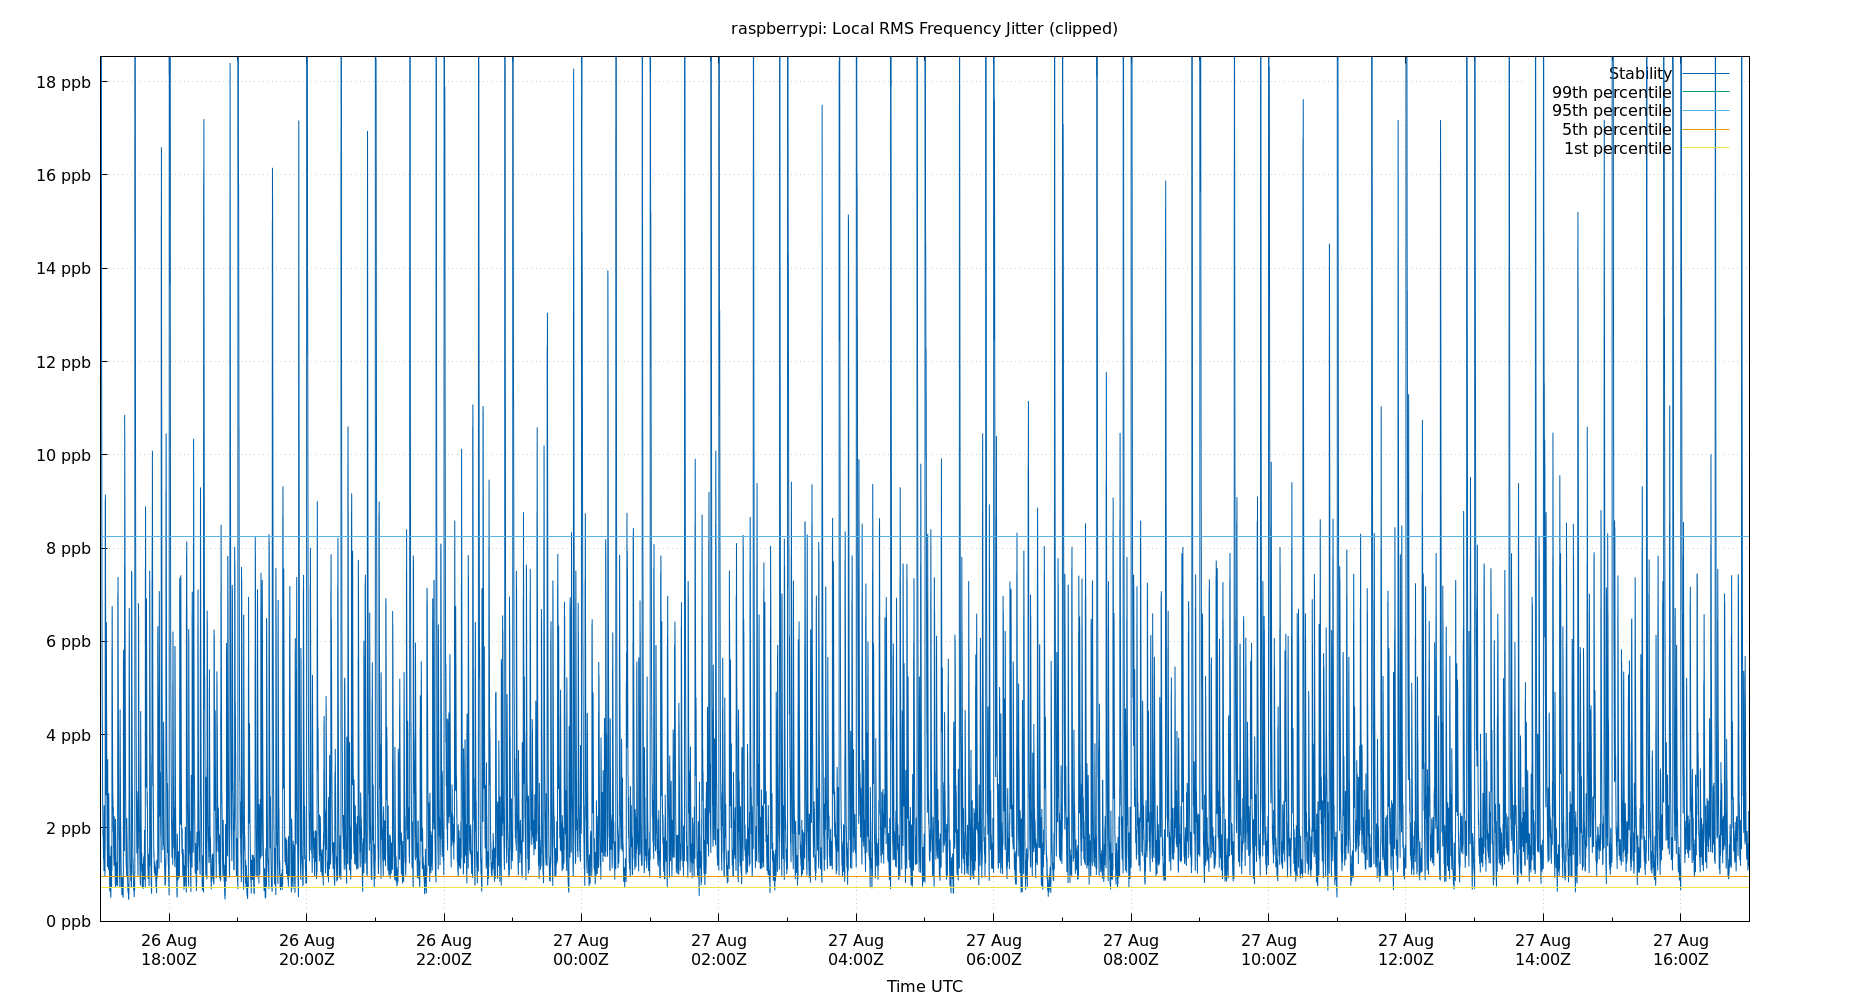 raspberrypi: Local RMS Frequency Jitter (clipped)
18 ppb
16 ppb
14 ppb
12 ppb
10 ppb
8 ppb
6 ppb
4 ppb
2 ppb
0 ppb
Stability
99th percentile
95th percentile
5th percentile
1st percentile
26 Aug 26 Aug 26 Aug 27 Aug 27 Aug 27 Aug 27 Aug 27 Aug 27 Aug 27 Aug 27 Aug 27 Aug
18:00Z 20:00Z 22:00Z 00:00Z 02:00Z 04:00Z 06:00Z 08:00Z 10:00Z 12:00Z 14:00Z 16:00Z
Time UTC